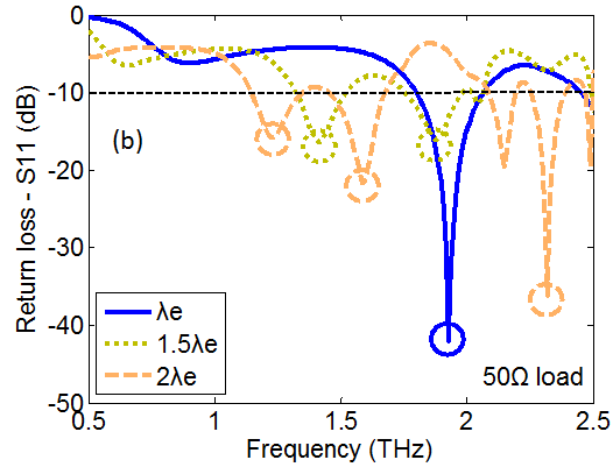 0
-10
-20
-30
-40
-50
Return loss - S11 (dB)
(b)
λe
1.5λe
2λe
50Ω load
0.5
1
1.5
2
2.5
Frequency (THz)